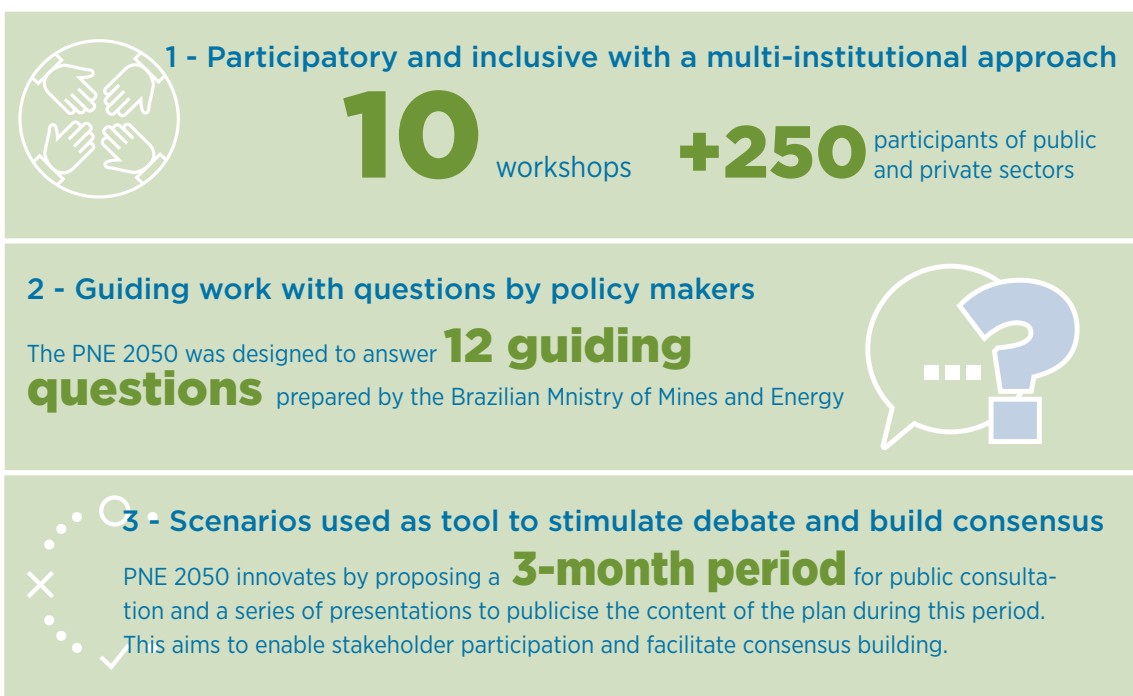 1 - Participatory and inclusive with a multi-institutional approach
10 workshops +250 participants of public
and private sectors
2 - Guiding work with questions by policy makers
The PNE 2050 was designed to answer 12 guiding
questions prepared by the Brazilian Mnistry of Mines and Energy
...?
3 - Scenarios used as tool to stimulate debate and build consensus
PNE 2050 innovates by proposing a 3-month period for public consulta-
tion and a series of presentations to publicise the content of the plan during this period.
This aims to enable stakeholder participation and facilitate consensus building.